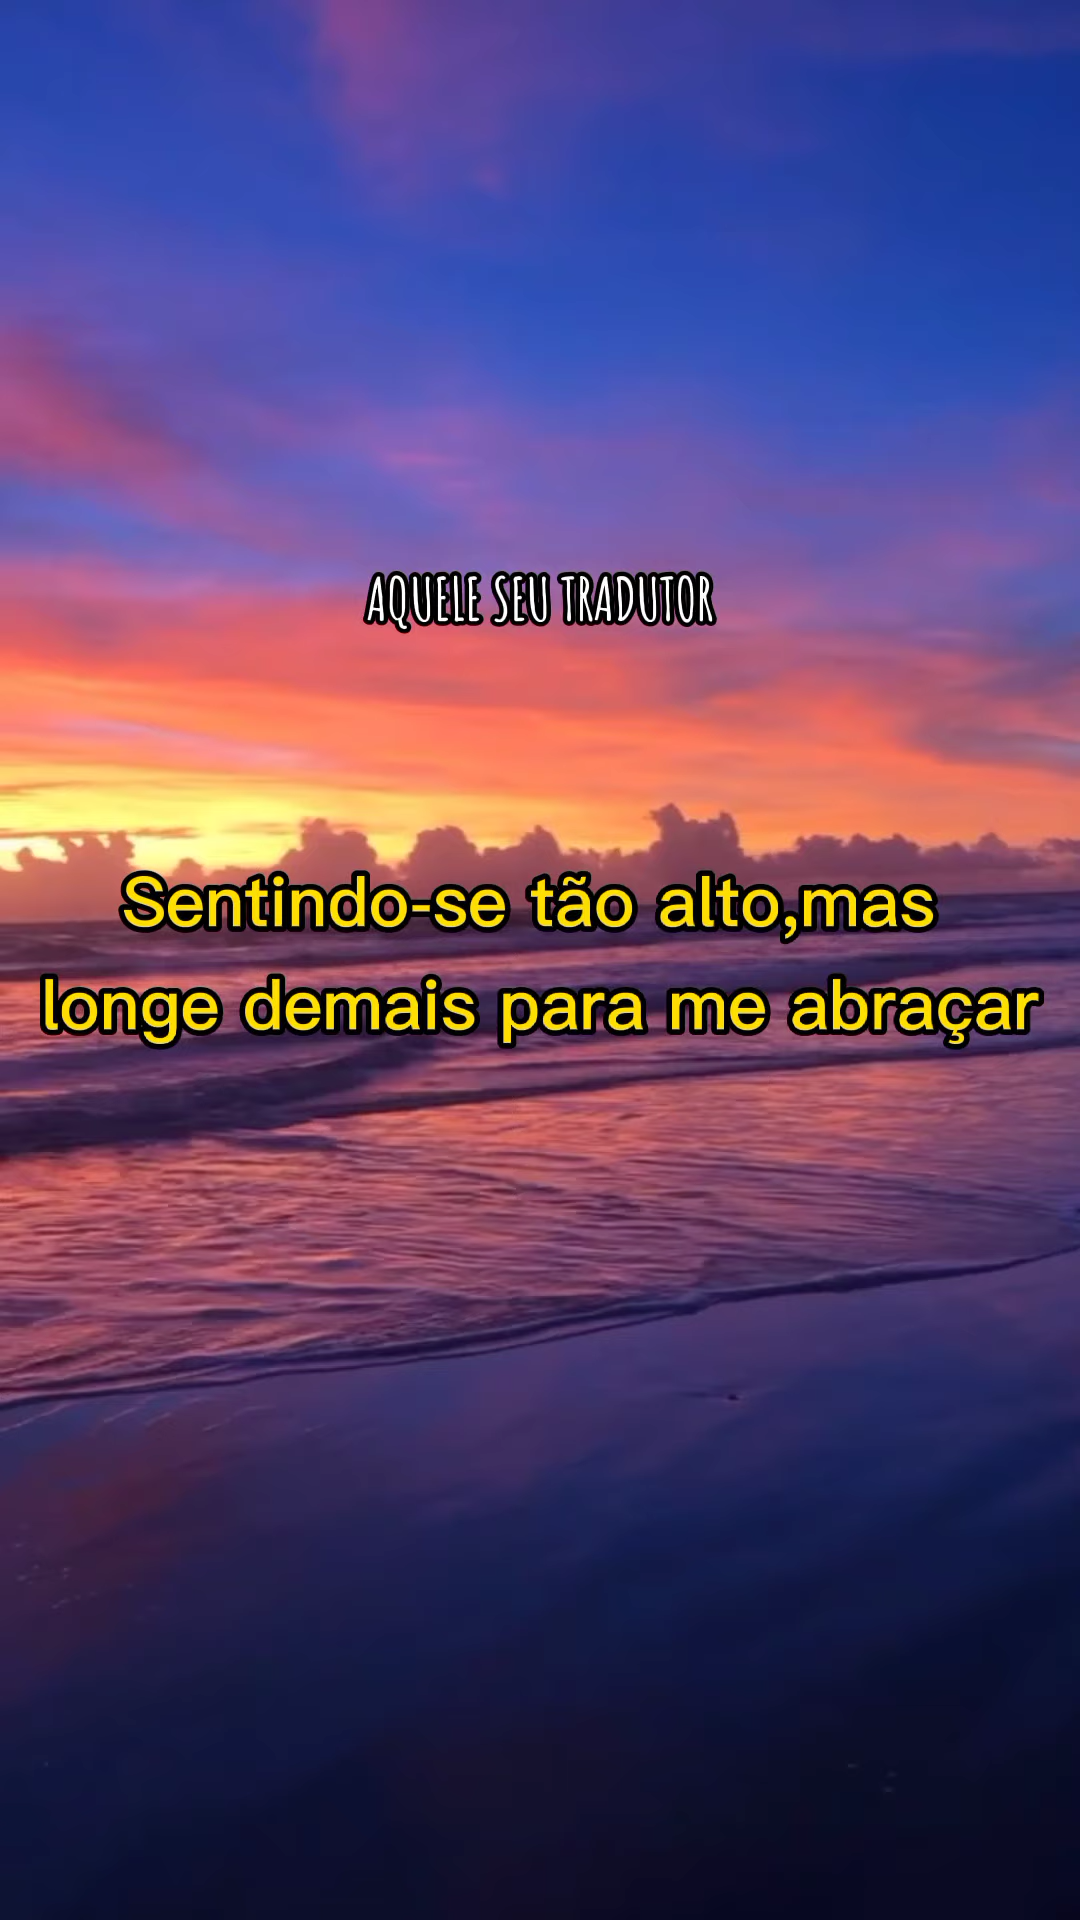 AQUELE SEU TRADUTOR
Sentindo-se tão alto,mas
longe demais para me abraçar